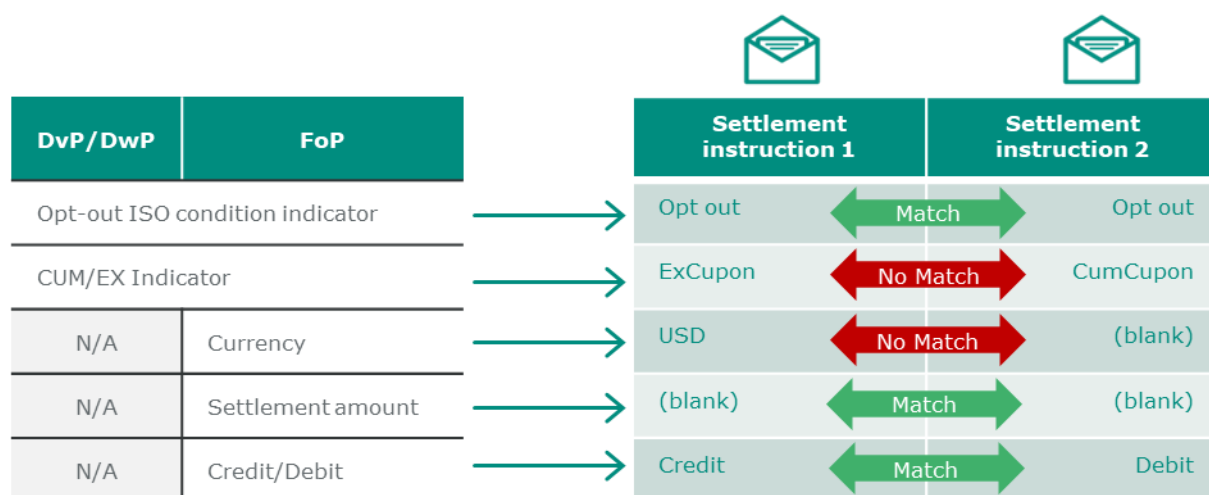 DvP/DwP FoP
Settlement instruction 1
Settlement instruction 2
Opt-out ISO condition indicator Opt out Match Opt out
CUM/EX Indicator ExCupon No Match CumCupon
N/A Currency USD No Match (blank)
N/A Settlement amount (blank) Match (blank)
N/A Credit/Debit Credit Match Debit